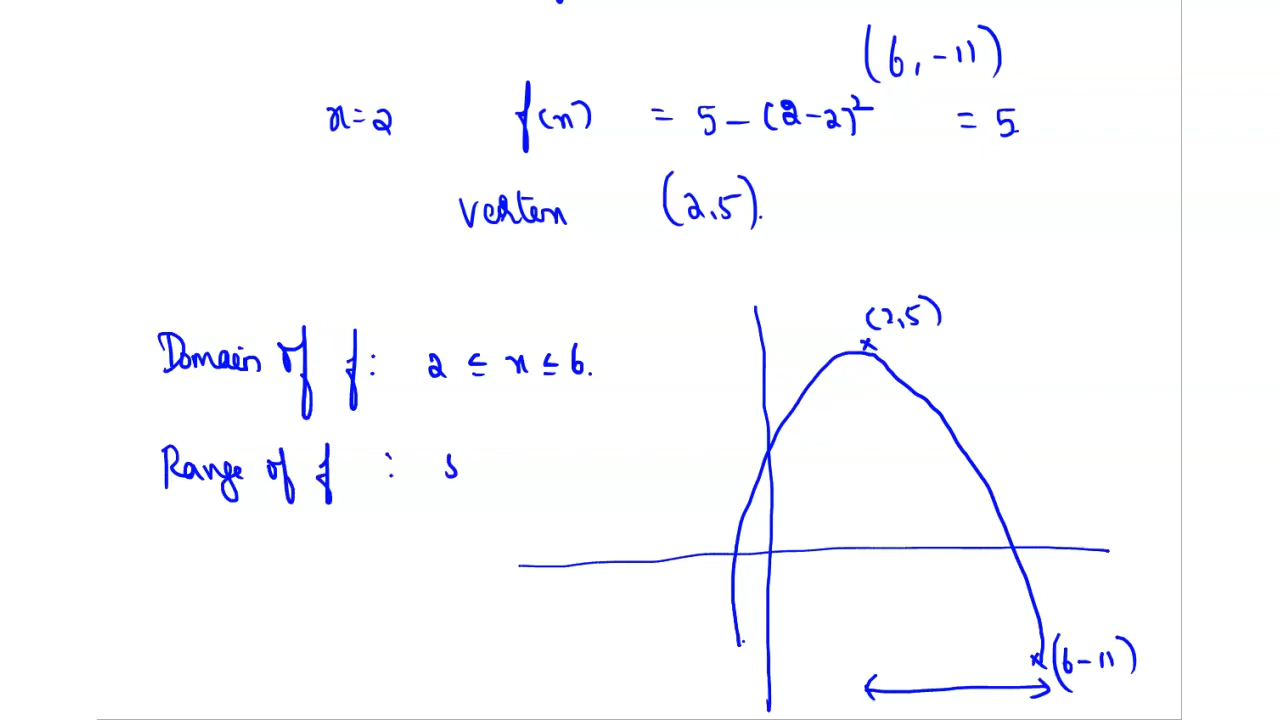 (6, -11)
x=2 f(x) = 5 - (2-2)² = 5
vertex (2,5).
(2,5)
Domain of f : 2 ≤ x ≤ 6.
Range of f : s
(6-11)